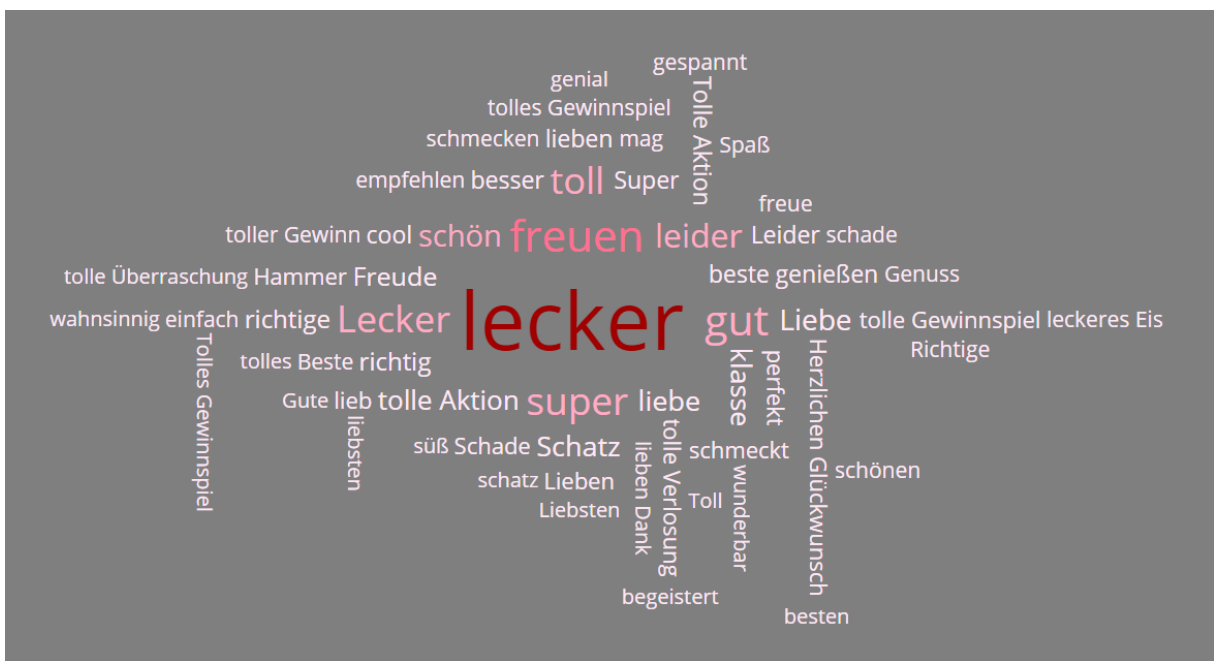 gespannt
genial
tolles Gewinnspiel
Tolle Aktion
schmecken lieben mag
Spaß
empfehlen besser toll Super
freue
toller Gewinn cool schön freuen leider Leider schade
tolle Überraschung Hammer Freude
beste genießen Genuss
wahnsinnig einfach richtige Lecker lecker gut Liebe tolle Gewinnspiel leckeres Eis
Richtige
Tolles Gewinnspiel
tolles Beste richtig
klasse
perfekt
Herzlichen Glückwunsch
Gute lieb tolle Aktion super liebe
liebsten
süß Schade Schatz
lieben Dank
tolle Verlosung
schmeckt
wunderbar
schönen
schatz Lieben
Toll
Liebsten
begeistert
besten